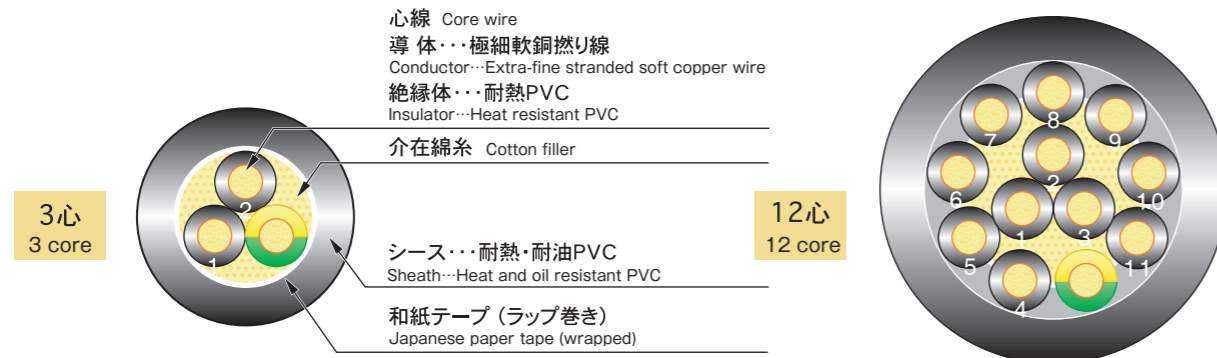 心線 Core wire
導 体･･･極細軟銅撚り線
Conductor…Extra-fine stranded soft copper wire
絶縁体･･･耐熱PVC
Insulator…Heat resistant PVC
介在綿糸 Cotton filler
シース･･･耐熱・耐油PVC
Sheath…Heat and oil resistant PVC
和紙テープ（ラップ巻き）
Japanese paper tape (wrapped)
3心
3 core
2
1
12心
12 core
8
7
9
2
6
10
1
3
5
11
4